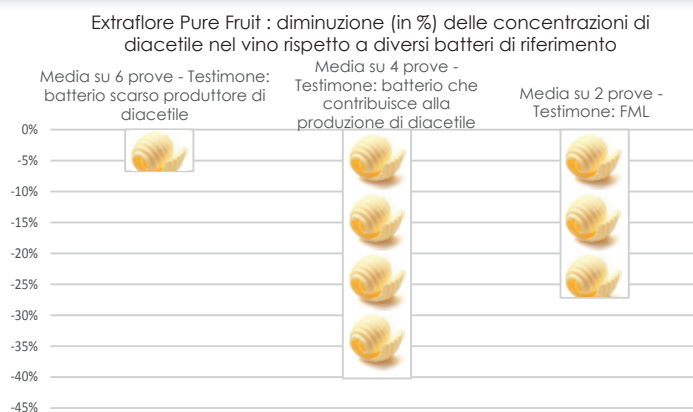 Extraflore Pure Fruit : diminuzione (in %) delle concentrazioni di
diacetile nel vino rispetto a diversi batteri di riferimento
Media su 6 prove - Testimone:
batterio scarso produttore di
diacetile
Media su 4 prove -
Testimone: batterio che
contribuisce alla
produzione di diacetile
Media su 2 prove -
Testimone: FML
0%
-5%
-10%
-15%
-20%
-25%
-30%
-35%
-40%
-45%